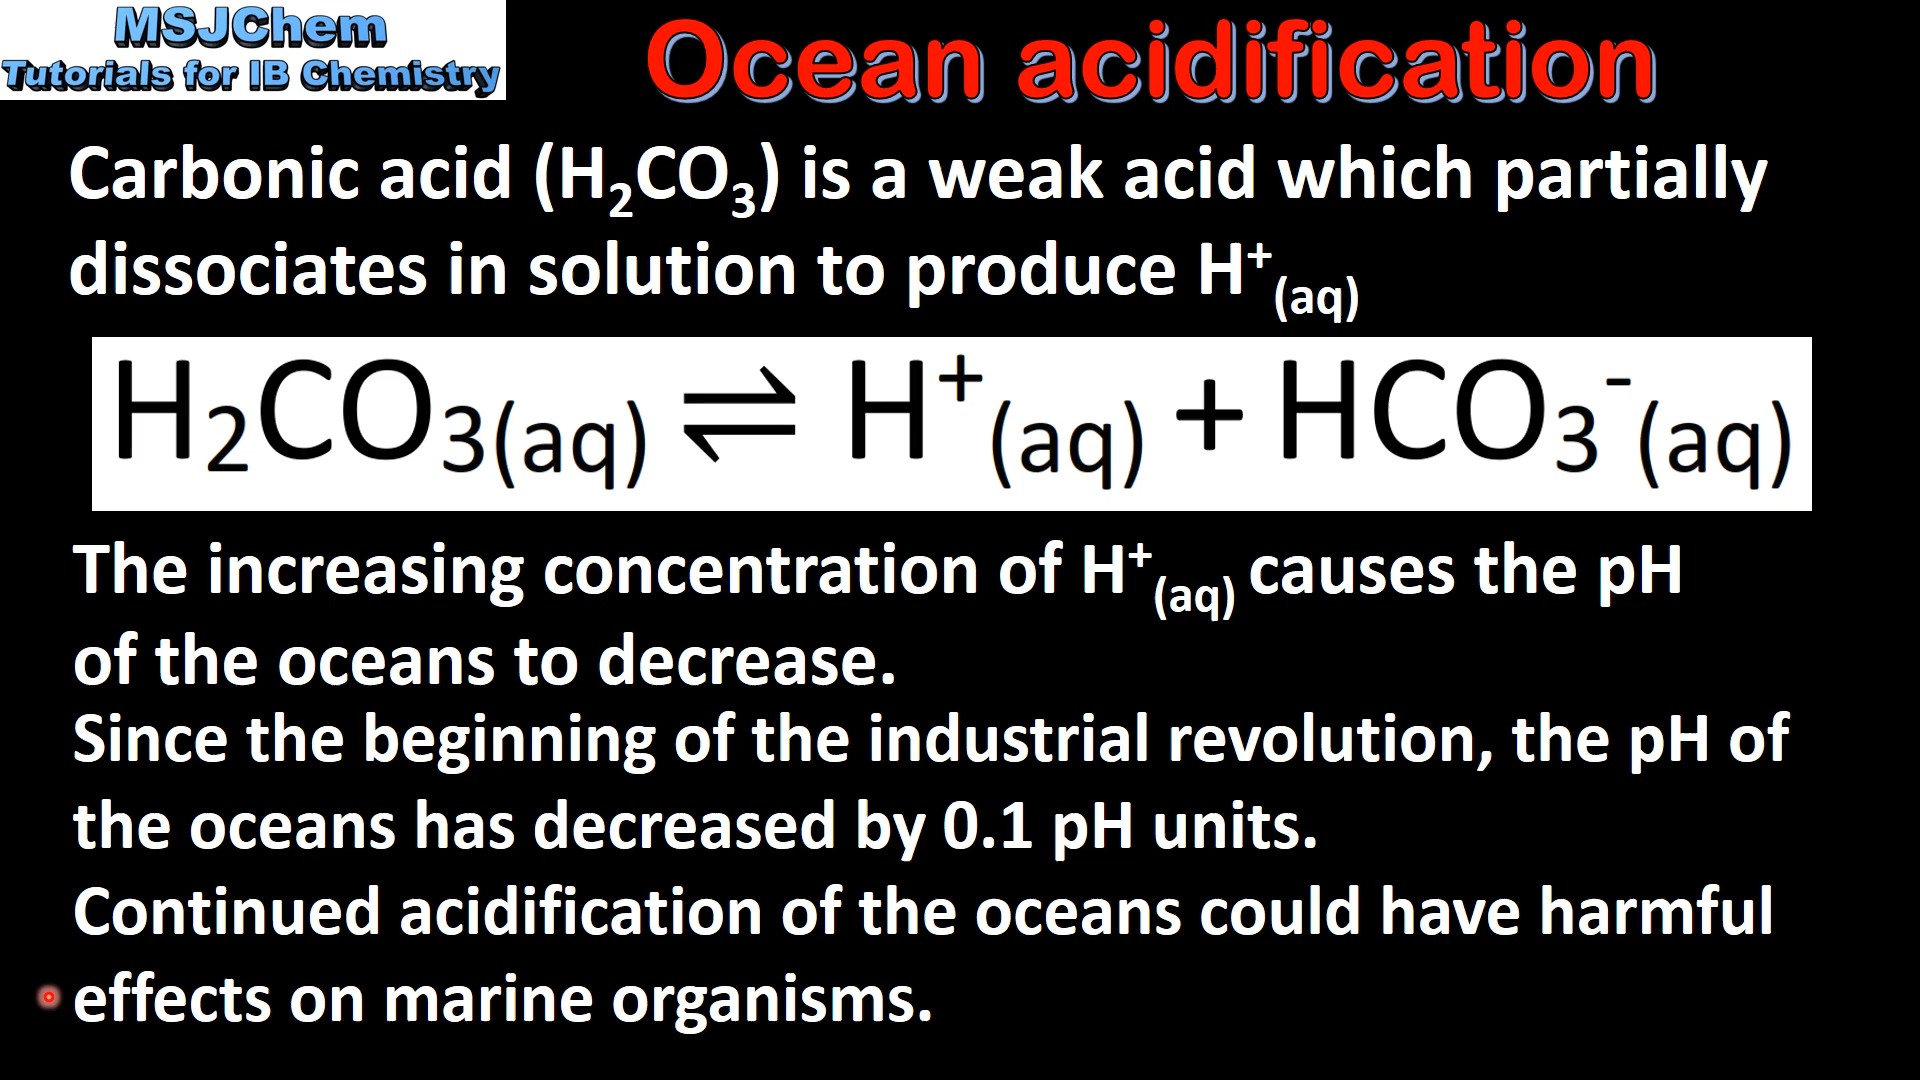 MSJChem
Tutorials for IB Chemistry
Ocean acidification
Carbonic acid (H₂CO₃) is a weak acid which partially
dissociates in solution to produce H⁺(aq)
H₂CO₃(aq) ⇌ H⁺(aq) + HCO₃⁻(aq)
The increasing concentration of H⁺(aq) causes the pH
of the oceans to decrease.
Since the beginning of the industrial revolution, the pH of
the oceans has decreased by 0.1 pH units.
Continued acidification of the oceans could have harmful
effects on marine organisms.